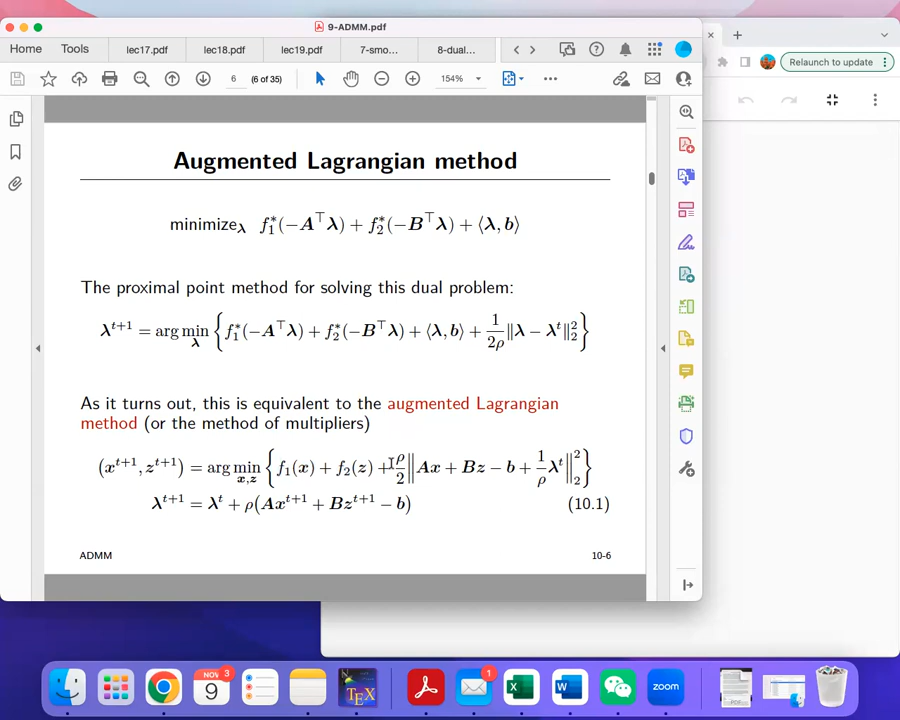 9-ADMM.pdf
Home Tools lec17.pdf lec18.pdf lec19.pdf 7-smo... 8-dual...
6 (6 of 35) 154%
Relaunch to update
Augmented Lagrangian method
minimize_λ f₁*(−A⊤λ) + f₂*(−B⊤λ) + ⟨λ, b⟩
The proximal point method for solving this dual problem:
λ^{t+1} = arg min_λ { f₁*(−A⊤λ) + f₂*(−B⊤λ) + ⟨λ, b⟩ + 1/(2ρ) ‖λ − λ^t‖₂² }
As it turns out, this is equivalent to the augmented Lagrangian
method (or the method of multipliers)
(x^{t+1}, z^{t+1}) = arg min_{x,z} { f₁(x) + f₂(z) + ρ/2 ‖Ax + Bz − b + 1/ρ λ^t‖₂² }
λ^{t+1} = λ^t + ρ(Ax^{t+1} + Bz^{t+1} − b) (10.1)
ADMM 10-6
NOV 3
9 TEX 1 X W zoom